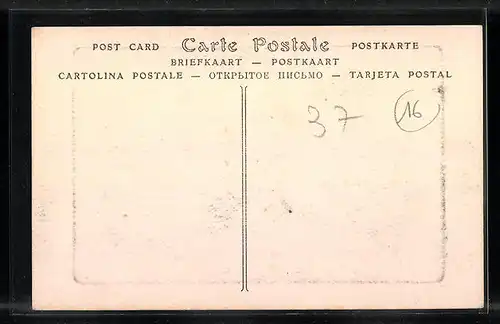 POST CARD Carte Postale POSTKARTE
BRIEFKAART — POSTKAART
CARTOLINA POSTALE — ОТКРЫТОЕ ПИСЬМО — TARJETA POSTAL
37 16